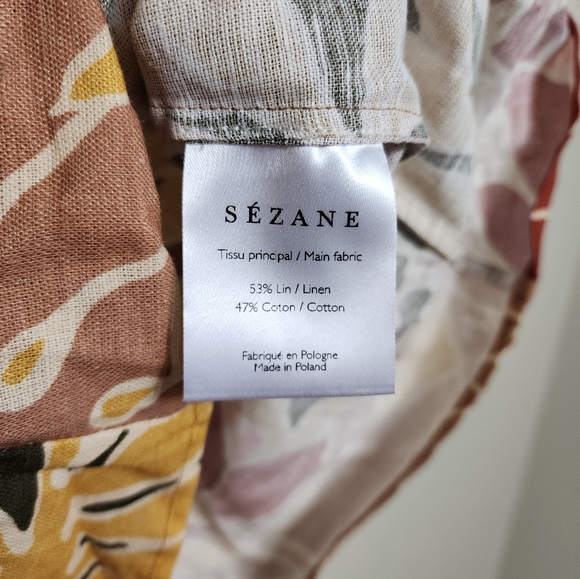 SÉZANE
Tissu principal / Main fabric
53% Lin / Linen
47% Coton / Cotton
Fabriqué en Pologne
Made in Poland